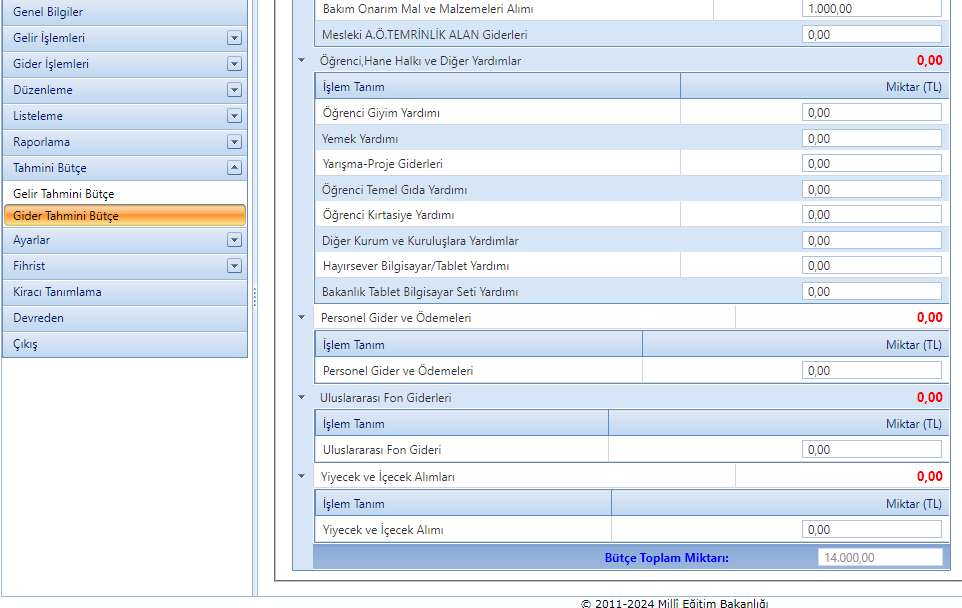 Genel Bilgiler
Gelir İşlemleri
Gider İşlemleri
Düzenleme
Listeleme
Raporlama
Tahmini Bütçe
Gelir Tahmini Bütçe
Gider Tahmini Bütçe
Ayarlar
Fihrist
Kiracı Tanımlama
Devreden
Çıkış
Bakım Onarım Mal ve Malzemeleri Alımı 1.000,00
Mesleki A.Ö.TEMRİNLİK ALAN Giderleri 0,00
Öğrenci,Hane Halkı ve Diğer Yardımlar 0,00
İşlem Tanım Miktar (TL)
Öğrenci Giyim Yardımı 0,00
Yemek Yardımı 0,00
Yarışma-Proje Giderleri 0,00
Öğrenci Temel Gıda Yardımı 0,00
Öğrenci Kırtasiye Yardımı 0,00
Diğer Kurum ve Kuruluşlara Yardımlar 0,00
Hayırsever Bilgisayar/Tablet Yardımı 0,00
Bakanlık Tablet Bilgisayar Seti Yardımı 0,00
Personel Gider ve Ödemeleri 0,00
İşlem Tanım Miktar (TL)
Personel Gider ve Ödemeleri 0,00
Uluslararası Fon Giderleri 0,00
İşlem Tanım Miktar (TL)
Uluslararası Fon Gideri 0,00
Yiyecek ve İçecek Alımları 0,00
İşlem Tanım Miktar (TL)
Yiyecek ve İçecek Alımı 0,00
Bütçe Toplam Miktarı: 14.000,00
© 2011-2024 Millî Eğitim Bakanlığı